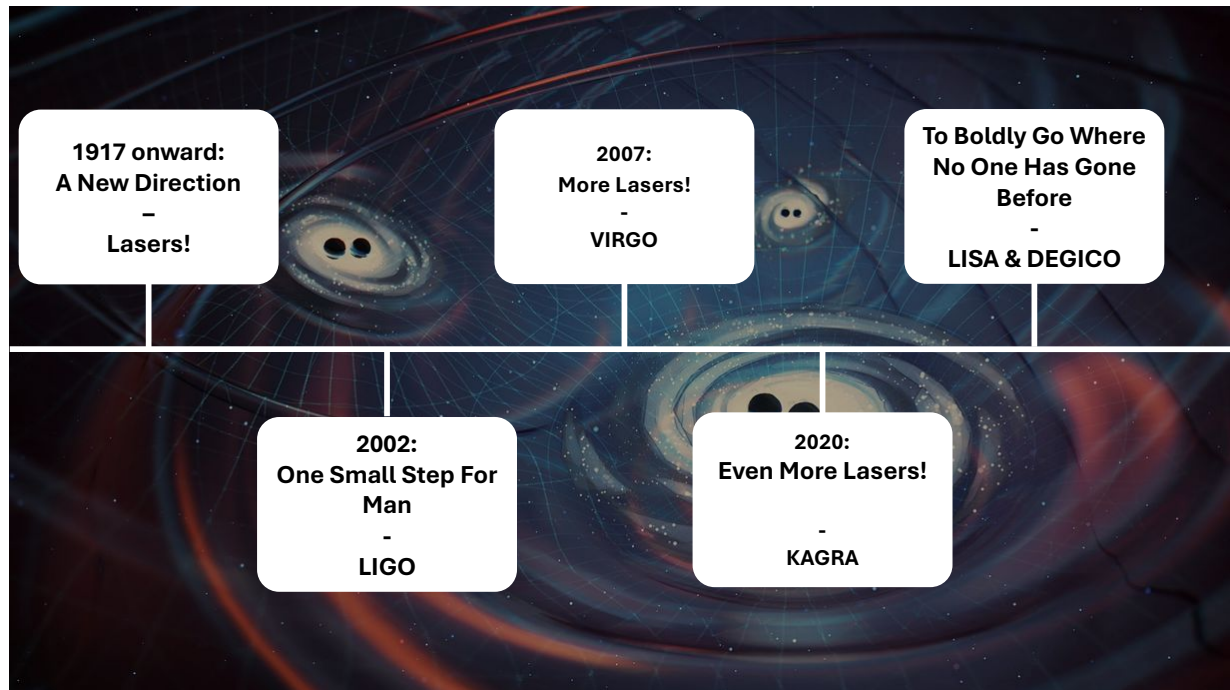 1917 onward:
A New Direction
–
Lasers!
2002:
One Small Step For
Man
-
LIGO
2007:
More Lasers!
-
VIRGO
2020:
Even More Lasers!
-
KAGRA
To Boldly Go Where
No One Has Gone
Before
-
LISA & DEGICO